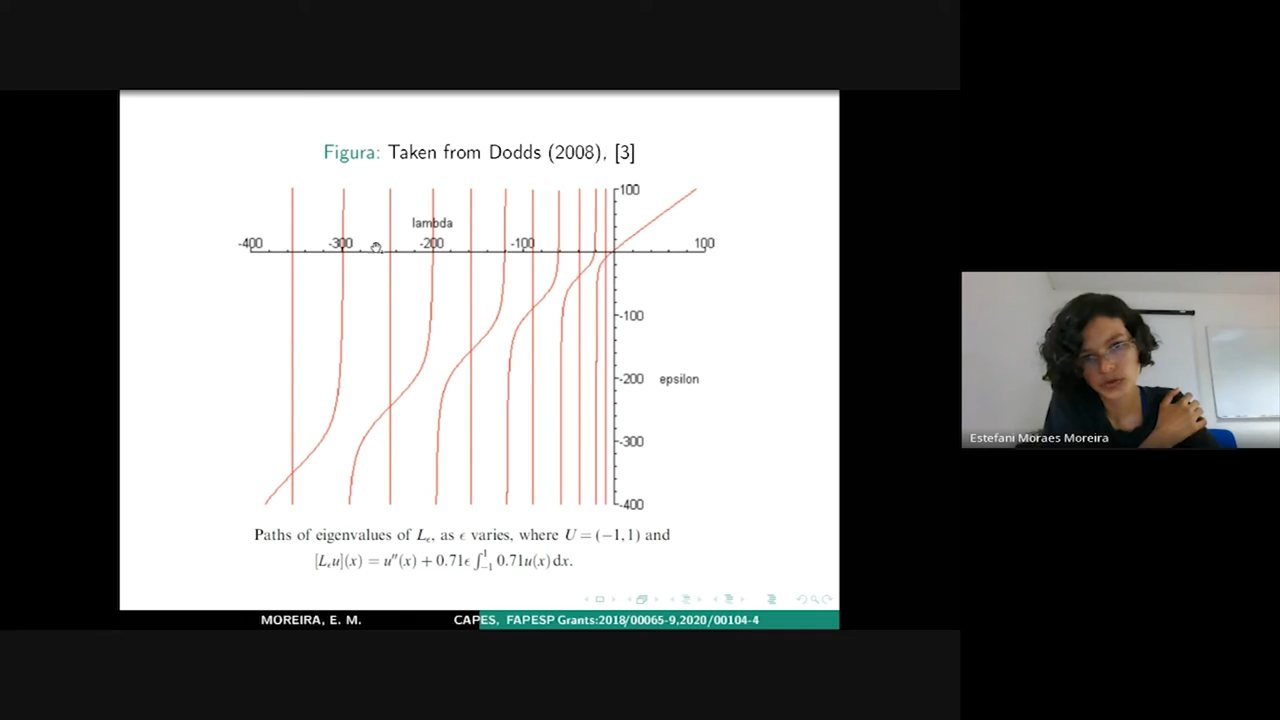 Figura: Taken from Dodds (2008), [3]
100
lambda
-400 -300 -200 -100 100
-100
-200 epsilon
-300
-400
Paths of eigenvalues of Lϵ, as ϵ varies, where U = (−1, 1) and
[Lϵu](x) = u″(x) + 0.71ϵ ∫₋₁¹ 0.71u(x) dx.
MOREIRA, E. M. CAPES, FAPESP Grants:2018/00065-9,2020/00104-4
Estefani Moraes Moreira